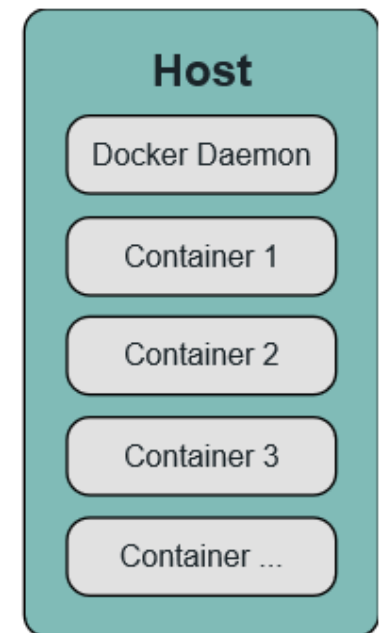 Host
Docker Daemon
Container 1
Container 2
Container 3
Container ...